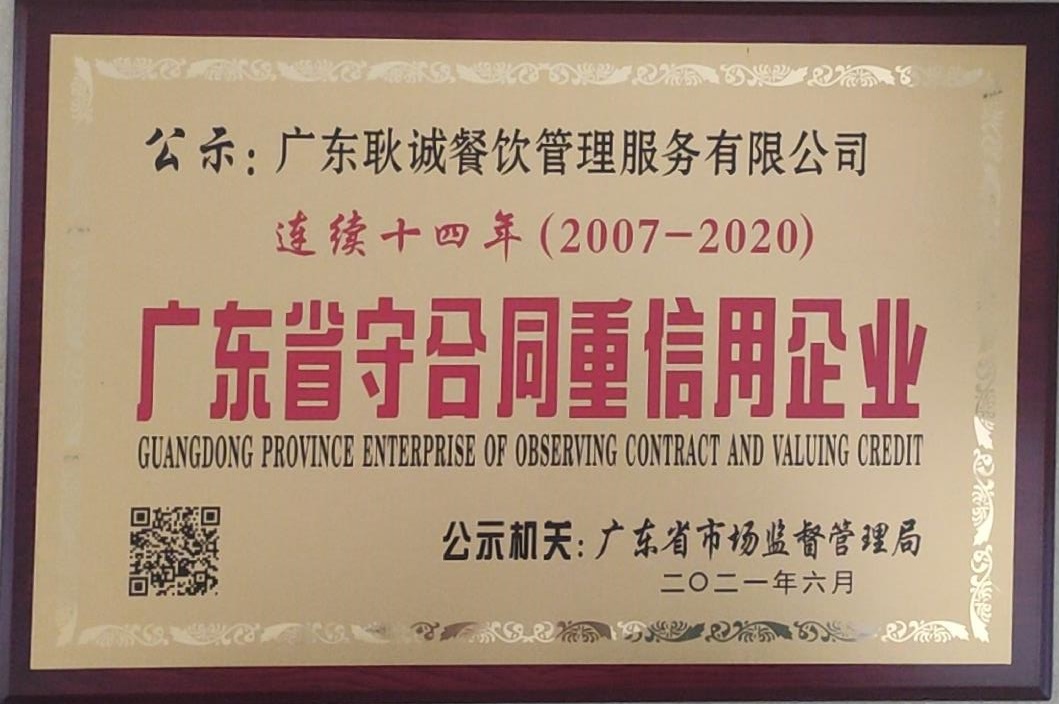 公示:广东耿诚餐饮管理服务有限公司
连续十四年(2007-2020)
广东省守合同重信用企业
GUANGDONG PROVINCE ENTERPRISE OF OBSERVING CONTRACT AND VALUING CREDIT
公示机关:广东省市场监督管理局
二〇二一年六月